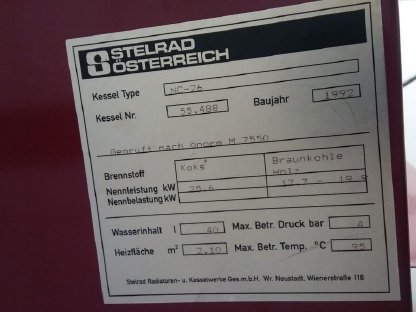 STELRAD
ÖSTERREICH
Kessel Type NC-26
Kessel Nr. 55.488 Baujahr 1992
Geprüft nach Önorm M 7550
Brennstoff Koks Braunkohle
Holz
Nennleistung kW 25.6 17.7 - 19.9
Nennbelastung kW
Wasserinhalt l 40 Max. Betr. Druck bar 4
Heizfläche m² 2.10 Max. Betr. Temp. °C 95
Stelrad Radiatoren- u. Kesselwerke Ges.m.b.H. Wr. Neustadt, Wienerstraße 118